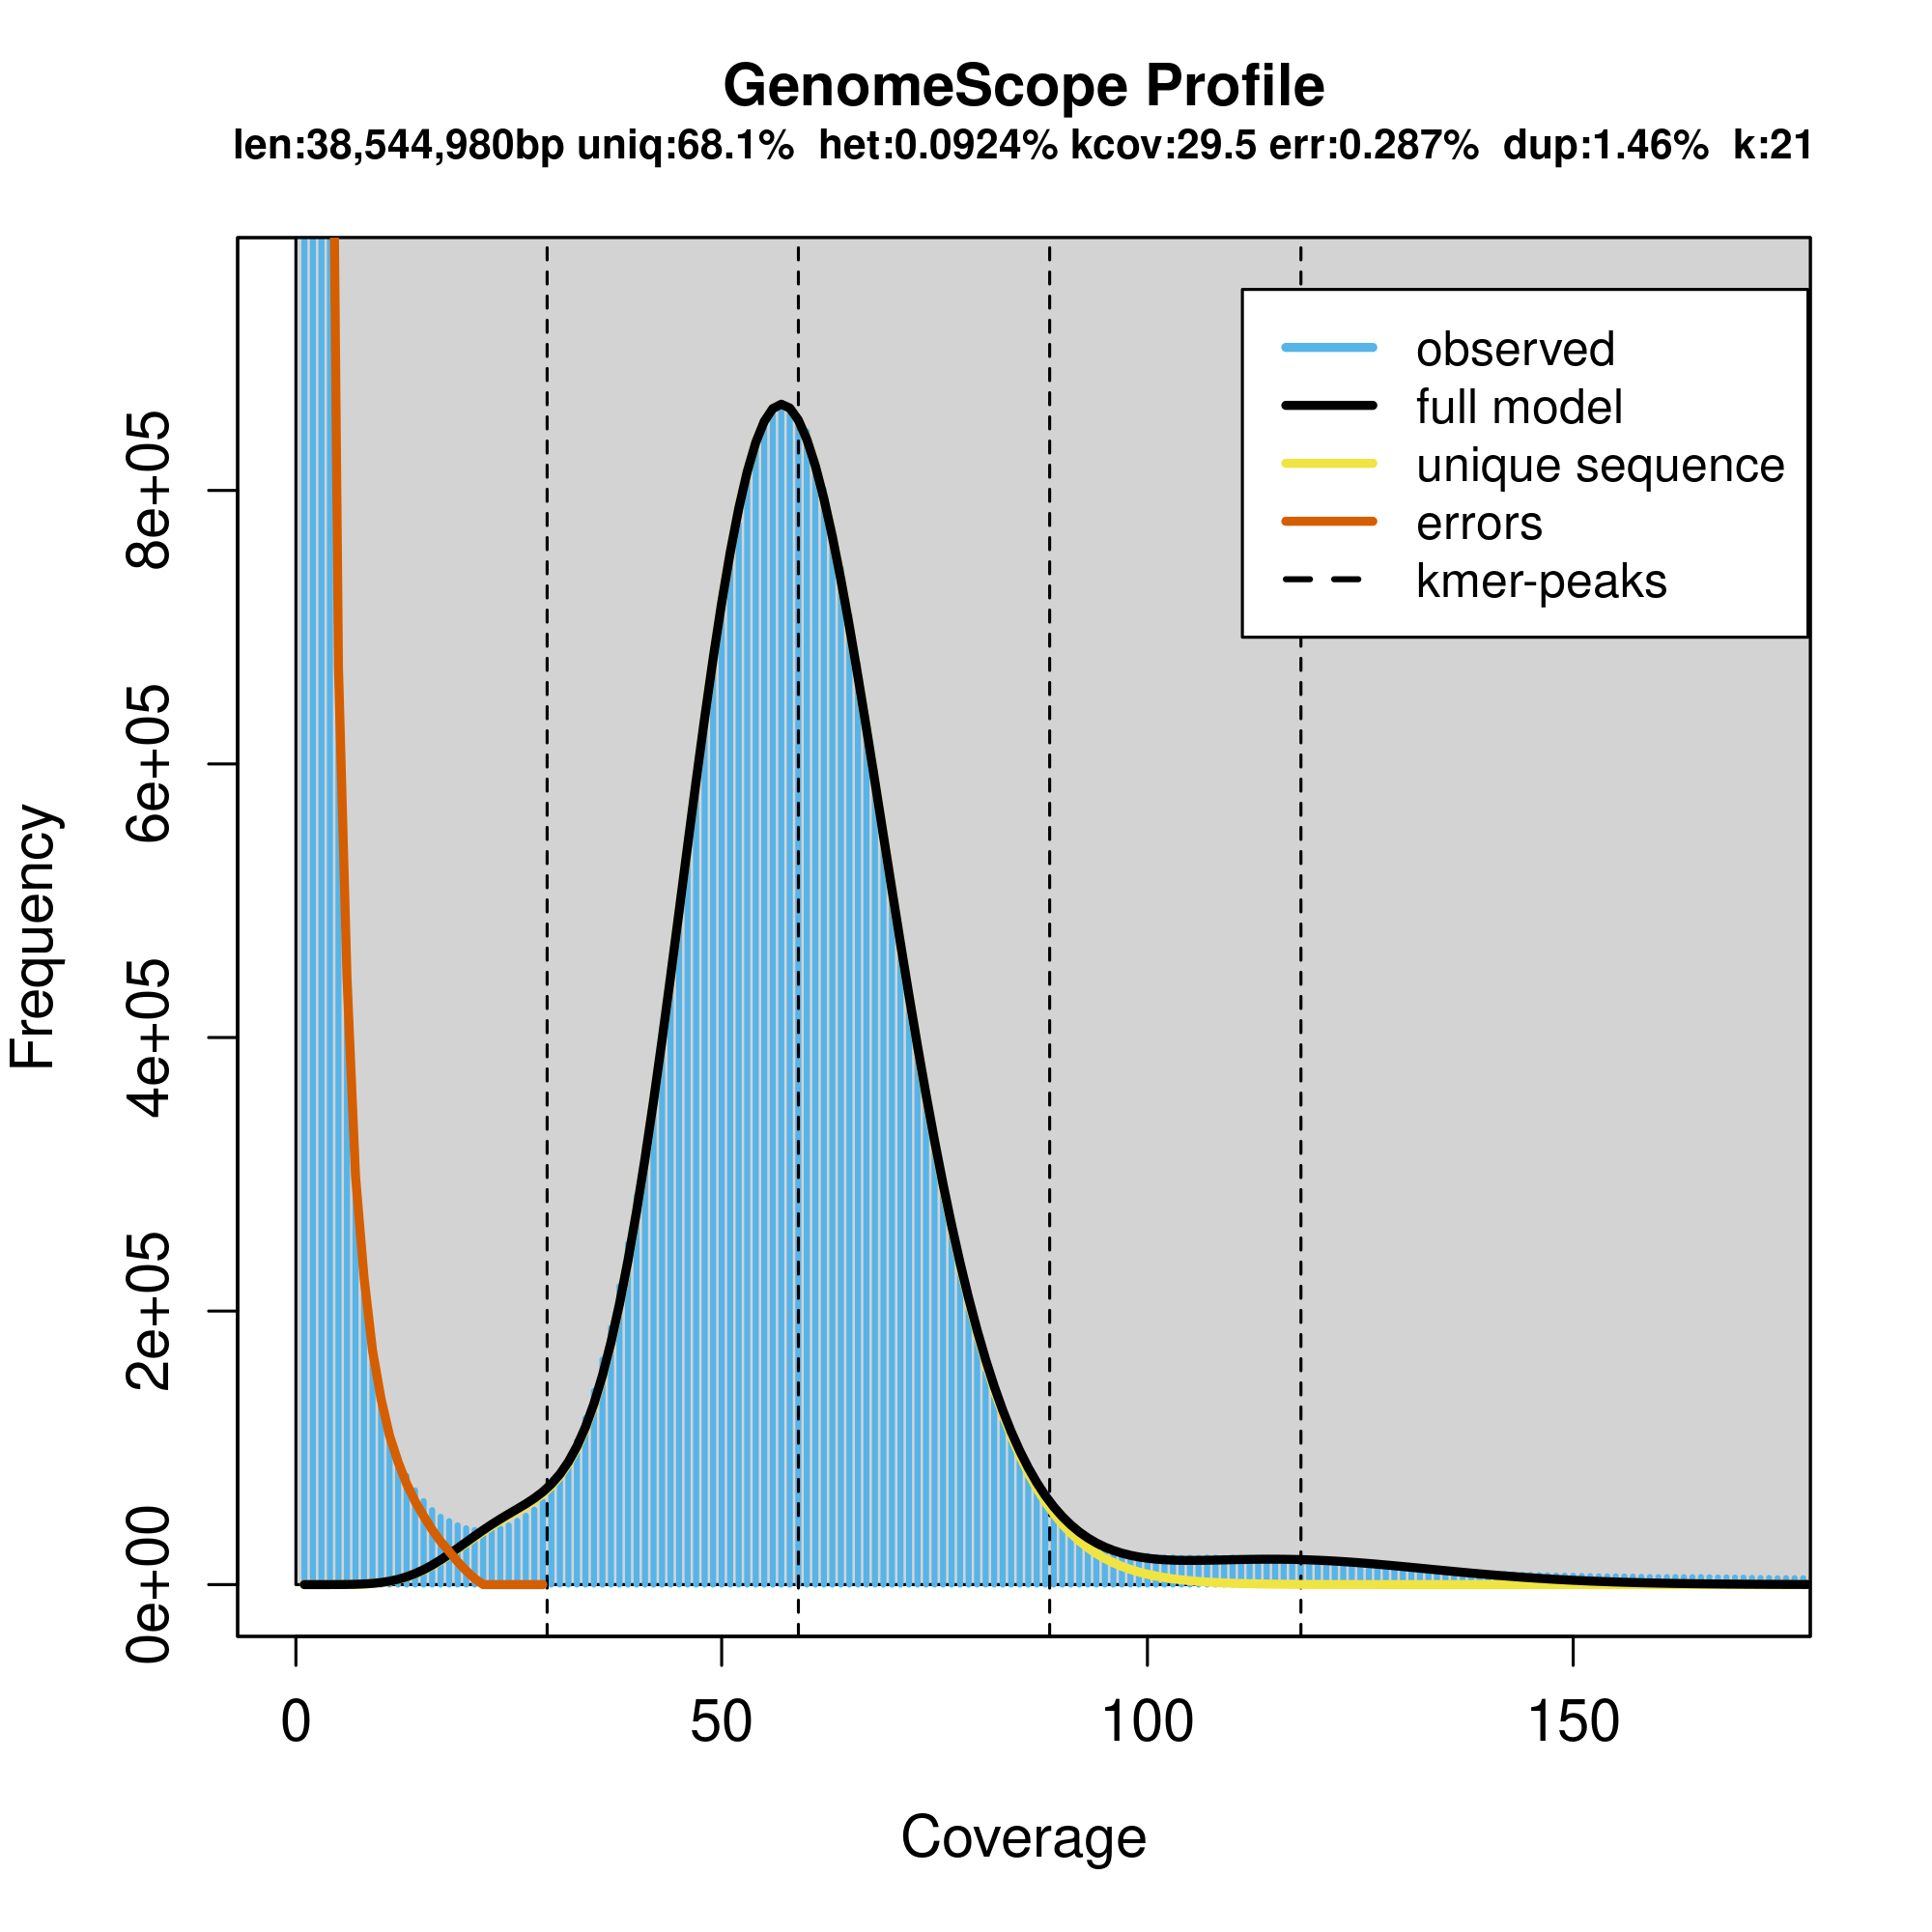 GenomeScope Profile
len:38,544,980bp uniq:68.1% het:0.0924% kcov:29.5 err:0.287% dup:1.46% k:21
observed
full model
unique sequence
errors
kmer-peaks
8e+05
6e+05
4e+05
2e+05
0e+00
Frequency
0 50 100 150
Coverage